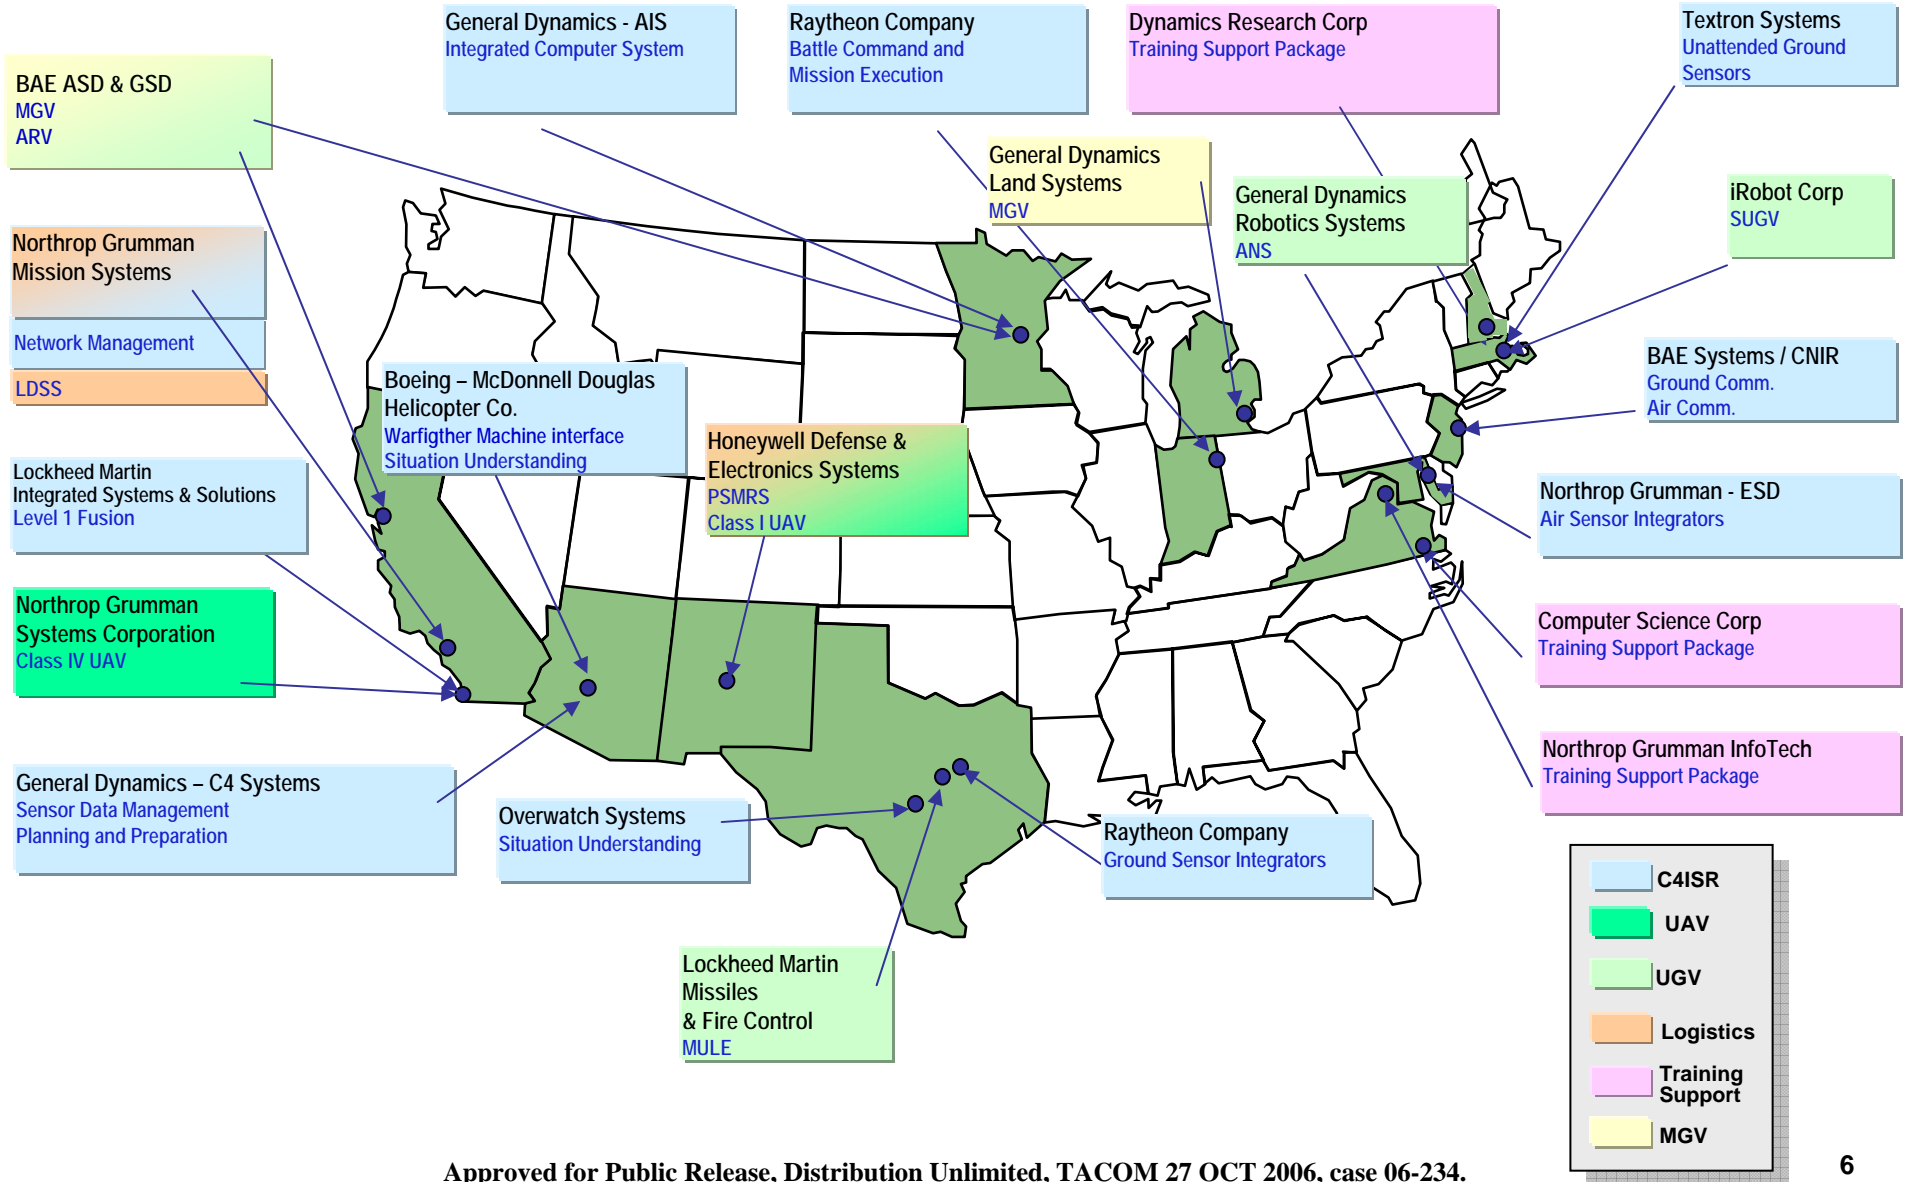 General Dynamics - AIS
Integrated Computer System
Raytheon Company
Battle Command and
Mission Execution
Dynamics Research Corp
Training Support Package
Textron Systems
Unattended Ground
Sensors
BAE ASD & GSD
MGV
ARV
General Dynamics
Land Systems
MGV
General Dynamics
Robotics Systems
ANS
iRobot Corp
SUGV
Northrop Grumman
Mission Systems
Network Management
LDSS
Boeing – McDonnell Douglas
Helicopter Co.
Warfigther Machine interface
Situation Understanding
Honeywell Defense &
Electronics Systems
PSMRS
Class I UAV
BAE Systems / CNIR
Ground Comm.
Air Comm.
Lockheed Martin
Integrated Systems & Solutions
Level 1 Fusion
Northrop Grumman - ESD
Air Sensor Integrators
Northrop Grumman
Systems Corporation
Class IV UAV
Computer Science Corp
Training Support Package
Northrop Grumman InfoTech
Training Support Package
General Dynamics – C4 Systems
Sensor Data Management
Planning and Preparation
Overwatch Systems
Situation Understanding
Raytheon Company
Ground Sensor Integrators
Lockheed Martin
Missiles
& Fire Control
MULE
C4ISR
UAV
UGV
Logistics
Training
Support
MGV
Approved for Public Release, Distribution Unlimited, TACOM 27 OCT 2006, case 06-234.
6